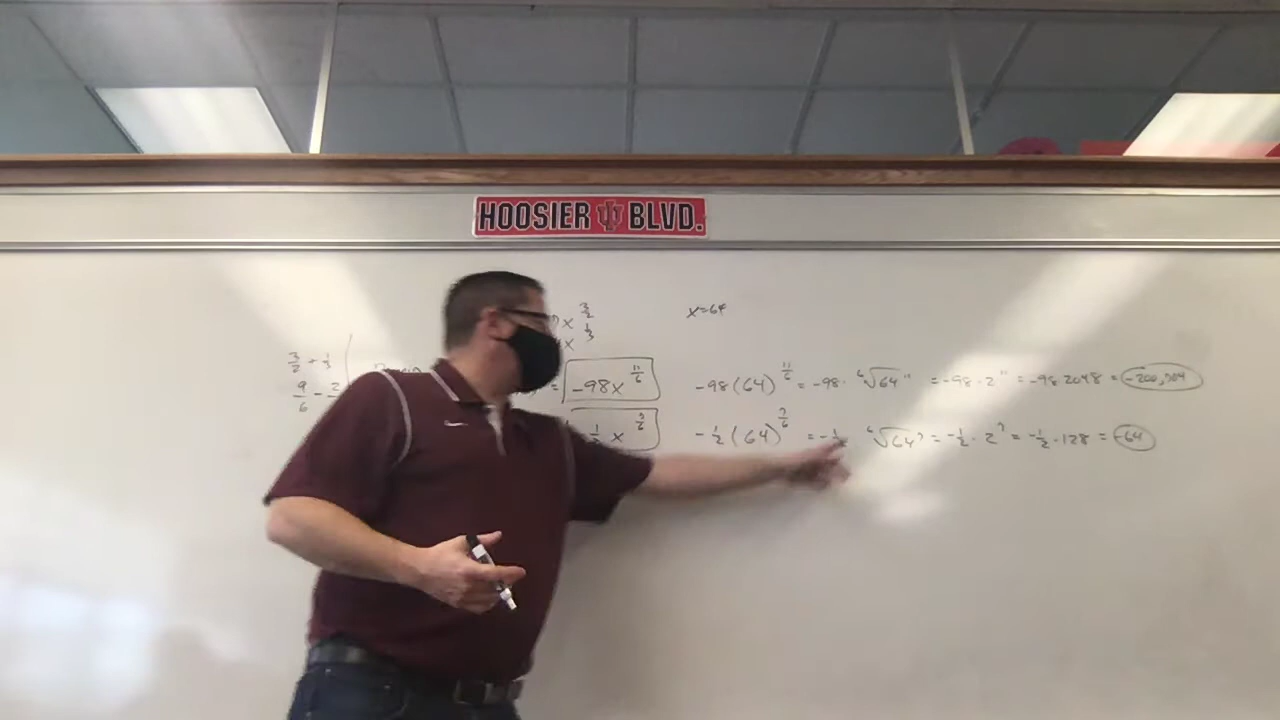 HOOSIER BLVD.
x^{3/2} x=64
x^{1/3}
3/2 + 1/3
= -98x^{11/6} -98(64)^{11/6} = -98 · ⁶√64^{11} = -98 · 2^{11} = -98 · 2048 = -200,704
9/6 - 2
x^{7/6} -1/2(64)^{7/6} = -1/2 ⁶√64^7 = -1/2 · 2^7 = -1/2 · 128 = -64